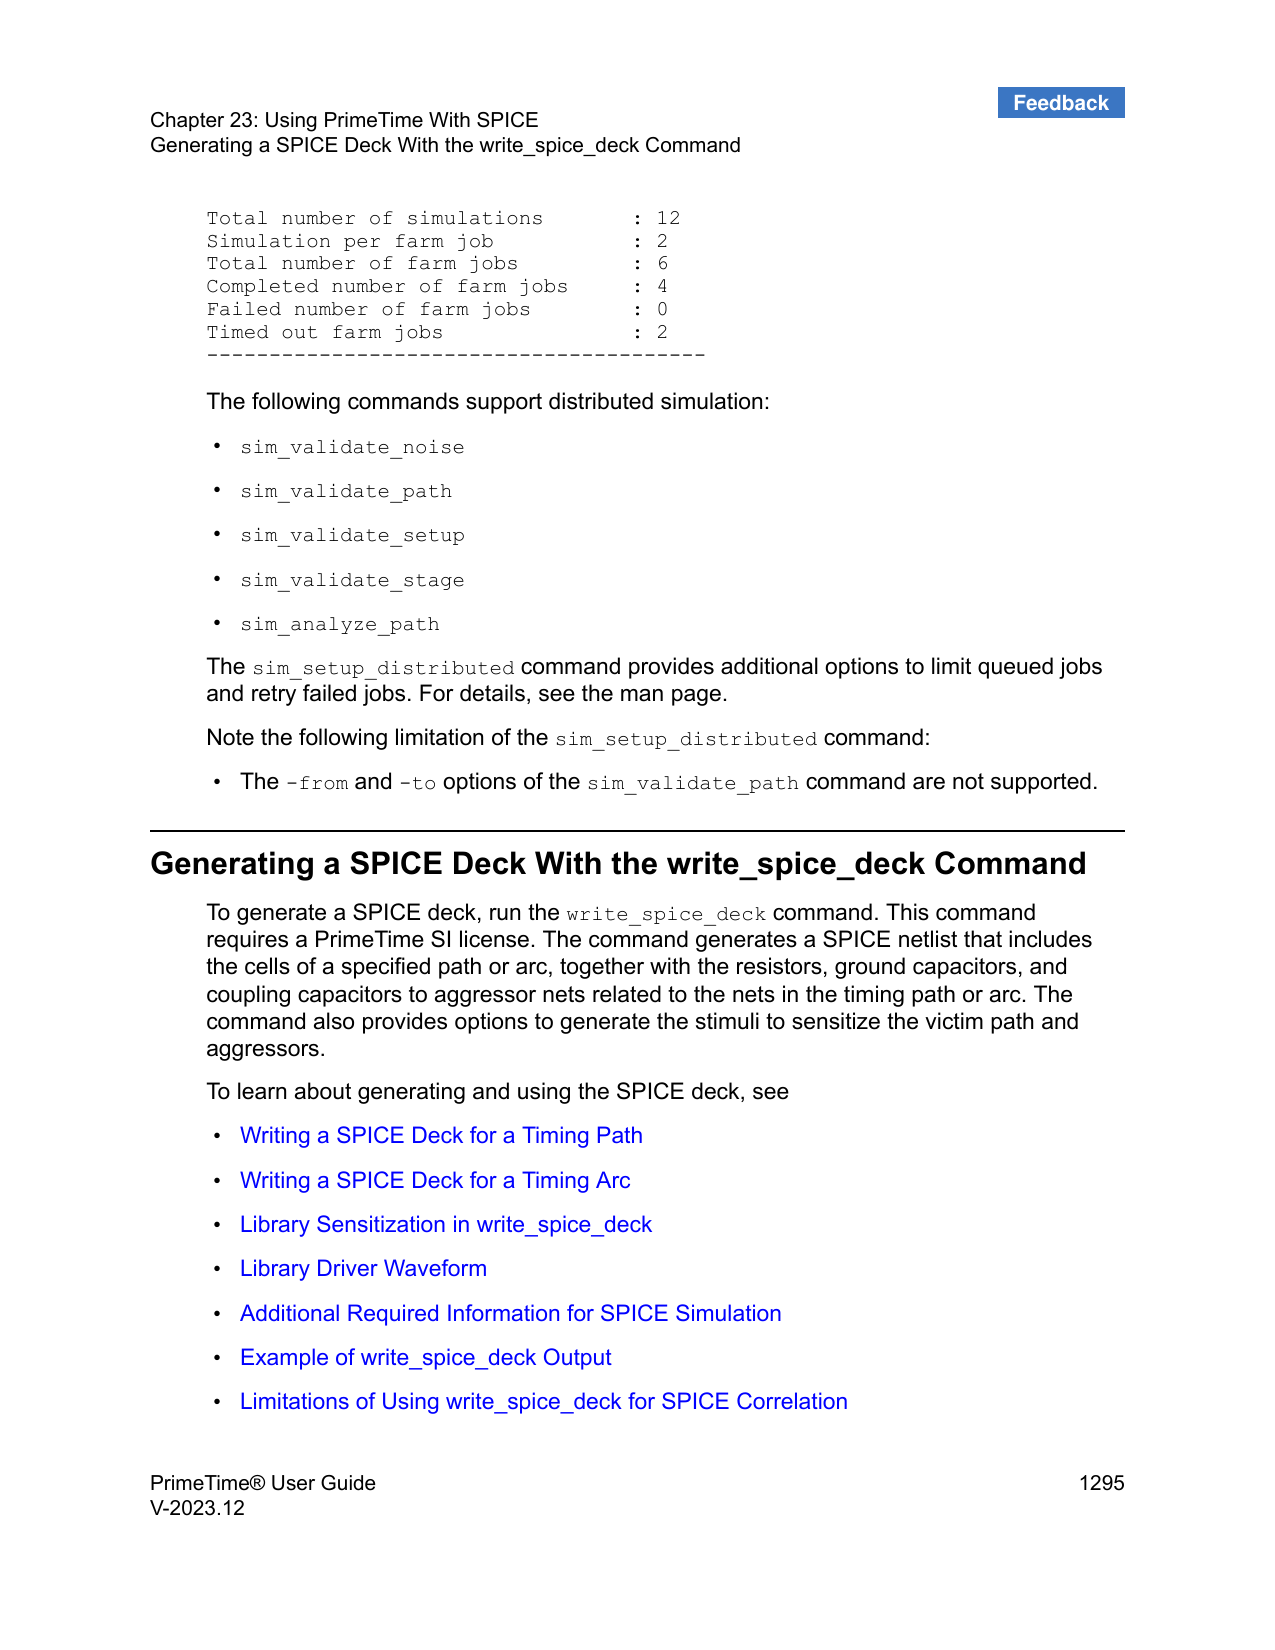 Feedback
Chapter 23: Using PrimeTime With SPICE
Generating a SPICE Deck With the write_spice_deck Command
Total number of simulations : 12
Simulation per farm job : 2
Total number of farm jobs : 6
Completed number of farm jobs : 4
Failed number of farm jobs : 0
Timed out farm jobs : 2
----------------------------------------
The following commands support distributed simulation:
• sim_validate_noise
• sim_validate_path
• sim_validate_setup
• sim_validate_stage
• sim_analyze_path
The sim_setup_distributed command provides additional options to limit queued jobs
and retry failed jobs. For details, see the man page.
Note the following limitation of the sim_setup_distributed command:
• The -from and -to options of the sim_validate_path command are not supported.
Generating a SPICE Deck With the write_spice_deck Command
To generate a SPICE deck, run the write_spice_deck command. This command
requires a PrimeTime SI license. The command generates a SPICE netlist that includes
the cells of a specified path or arc, together with the resistors, ground capacitors, and
coupling capacitors to aggressor nets related to the nets in the timing path or arc. The
command also provides options to generate the stimuli to sensitize the victim path and
aggressors.
To learn about generating and using the SPICE deck, see
• Writing a SPICE Deck for a Timing Path
• Writing a SPICE Deck for a Timing Arc
• Library Sensitization in write_spice_deck
• Library Driver Waveform
• Additional Required Information for SPICE Simulation
• Example of write_spice_deck Output
• Limitations of Using write_spice_deck for SPICE Correlation
PrimeTime® User Guide 1295
V-2023.12